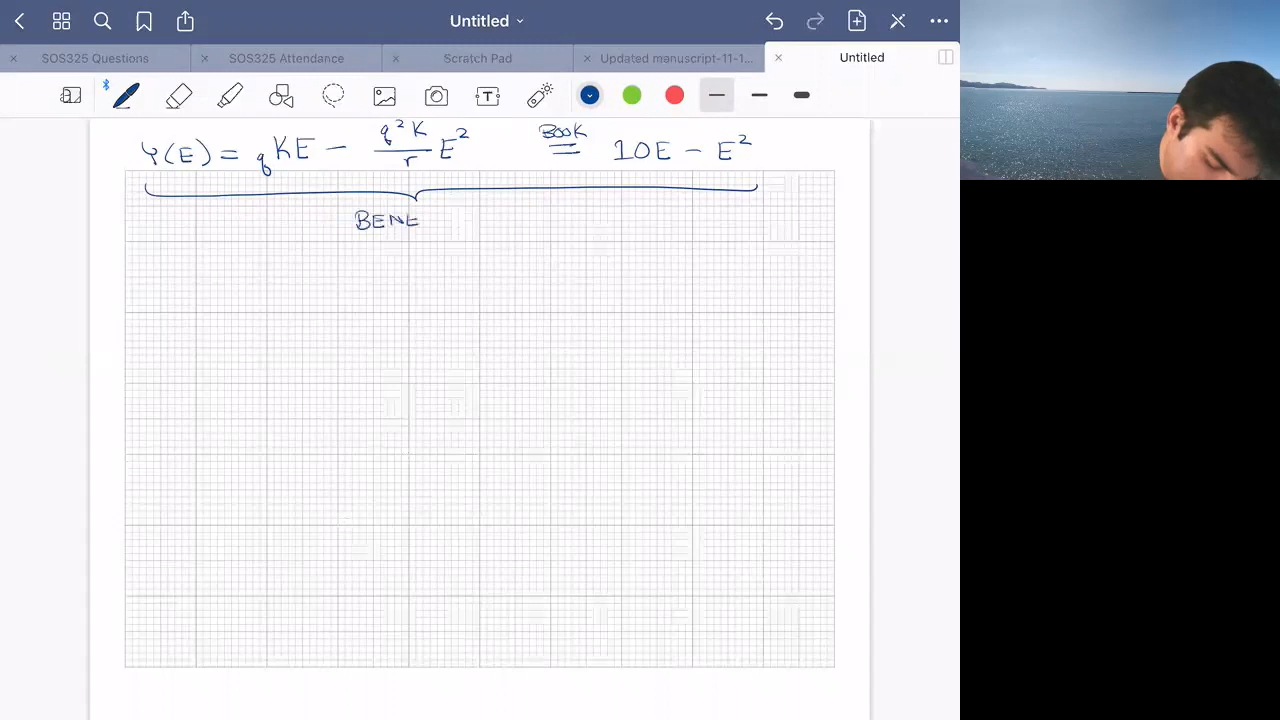 Untitled
SOS325 Questions SOS325 Attendance Scratch Pad Updated manuscript-11-1... Untitled
Y(E) = qKE - q²K/r E² BOOK = 10E - E²
BENE